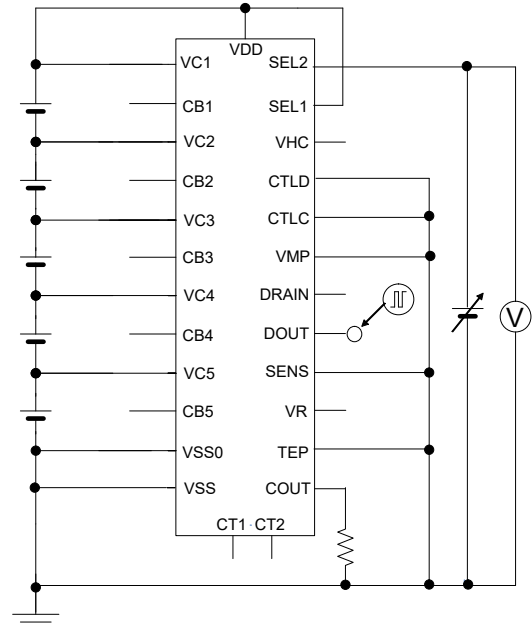 VDD
VC1
CB1
VC2
CB2
VC3
CB3
VC4
CB4
VC5
CB5
VSS0
VSS
SEL2
SEL1
VHC
CTLD
CTLC
VMP
DRAIN
DOUT
SENS
VR
TEP
COUT
CT1 CT2
V